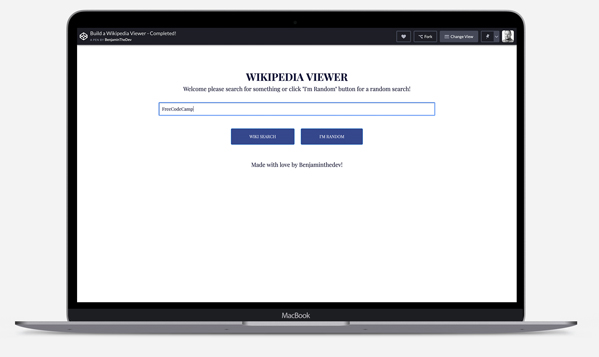 Build a Wikipedia Viewer - Completed!
A PEN BY BenjaminTheDev
Fork
Change View
WIKIPEDIA VIEWER
Welcome please search for something or click "I'm Random" button for a random search!
FreeCodeCamp
WIKI SEARCH
I'M RANDOM
Made with love by Benjaminthedev!
MacBook